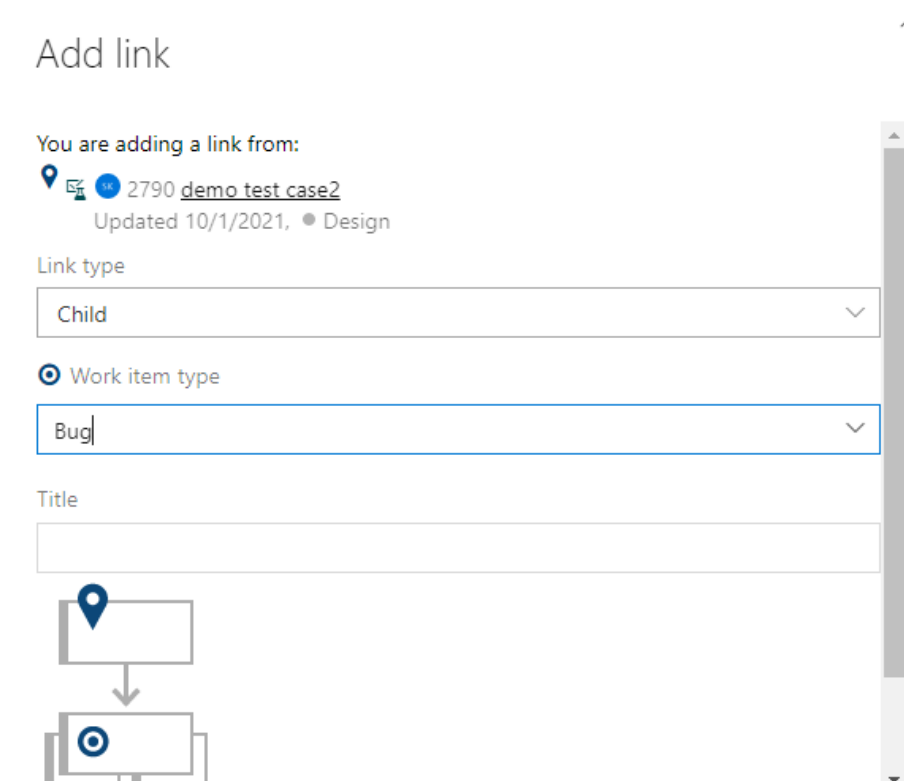 Add link
You are adding a link from:
SK 2790 demo test case2
Updated 10/1/2021, Design
Link type
Child
Work item type
Bug
Title